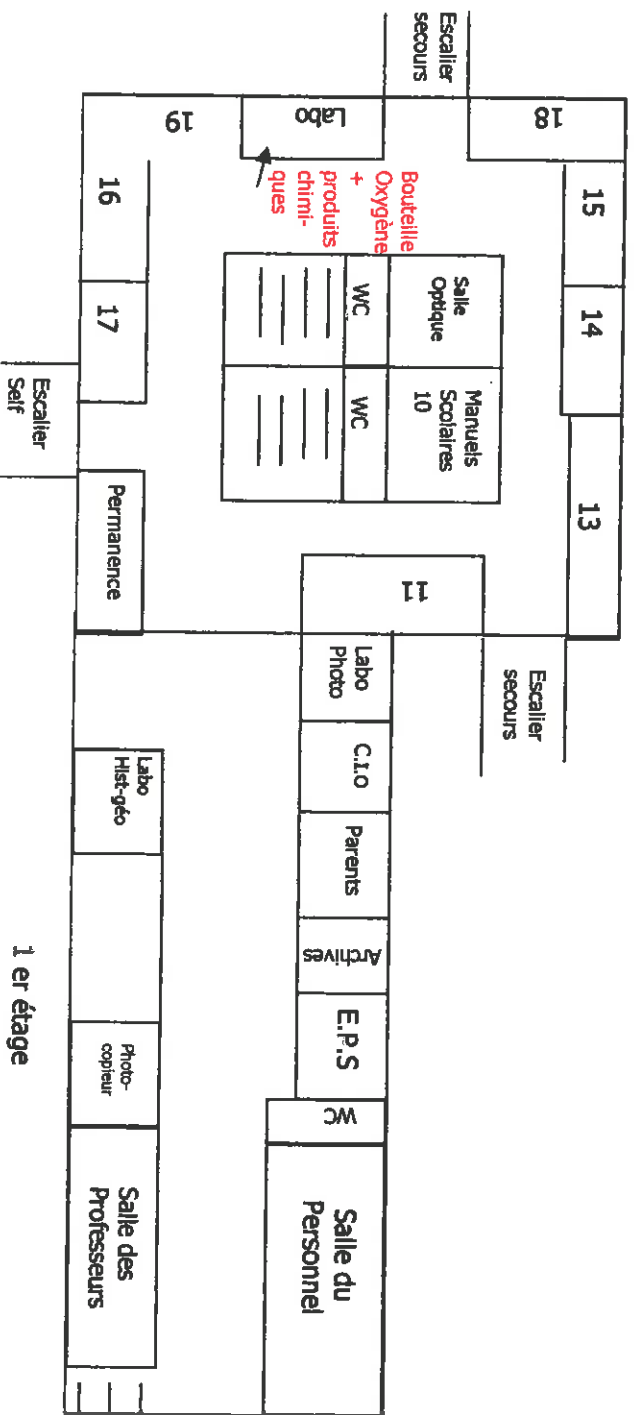 Escalier
secours
18
Labo
19
Bouteille
Oxygène
+
produits
chimi-
ques
15
14
13
16
17
Salle
Optique
WC
Manuels
Scolaires
10
WC
Escalier
Self
Permanence
11
Escalier
secours
Labo
Photo
C.I.O
Parents
Archives
E.P.S
WC
Salle du
Personnel
Labo
Hist-géo
Photo-
copieur
Salle des
Professeurs
1 er étage